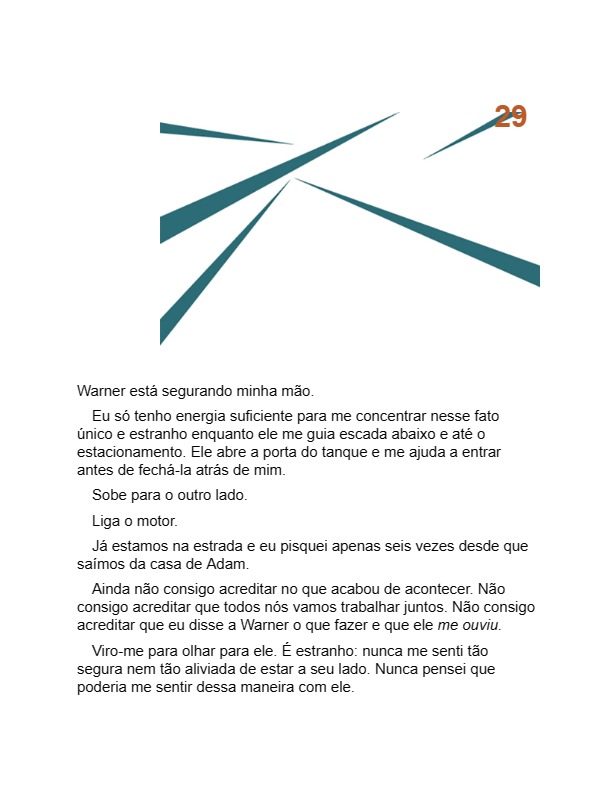 29
Warner está segurando minha mão.
Eu só tenho energia suficiente para me concentrar nesse fato
único e estranho enquanto ele me guia escada abaixo e até o
estacionamento. Ele abre a porta do tanque e me ajuda a entrar
antes de fechá-la atrás de mim.
Sobe para o outro lado.
Liga o motor.
Já estamos na estrada e eu pisquei apenas seis vezes desde que
saímos da casa de Adam.
Ainda não consigo acreditar no que acabou de acontecer. Não
consigo acreditar que todos nós vamos trabalhar juntos. Não consigo
acreditar que eu disse a Warner o que fazer e que ele me ouviu.
Viro-me para olhar para ele. É estranho: nunca me senti tão
segura nem tão aliviada de estar a seu lado. Nunca pensei que
poderia me sentir dessa maneira com ele.